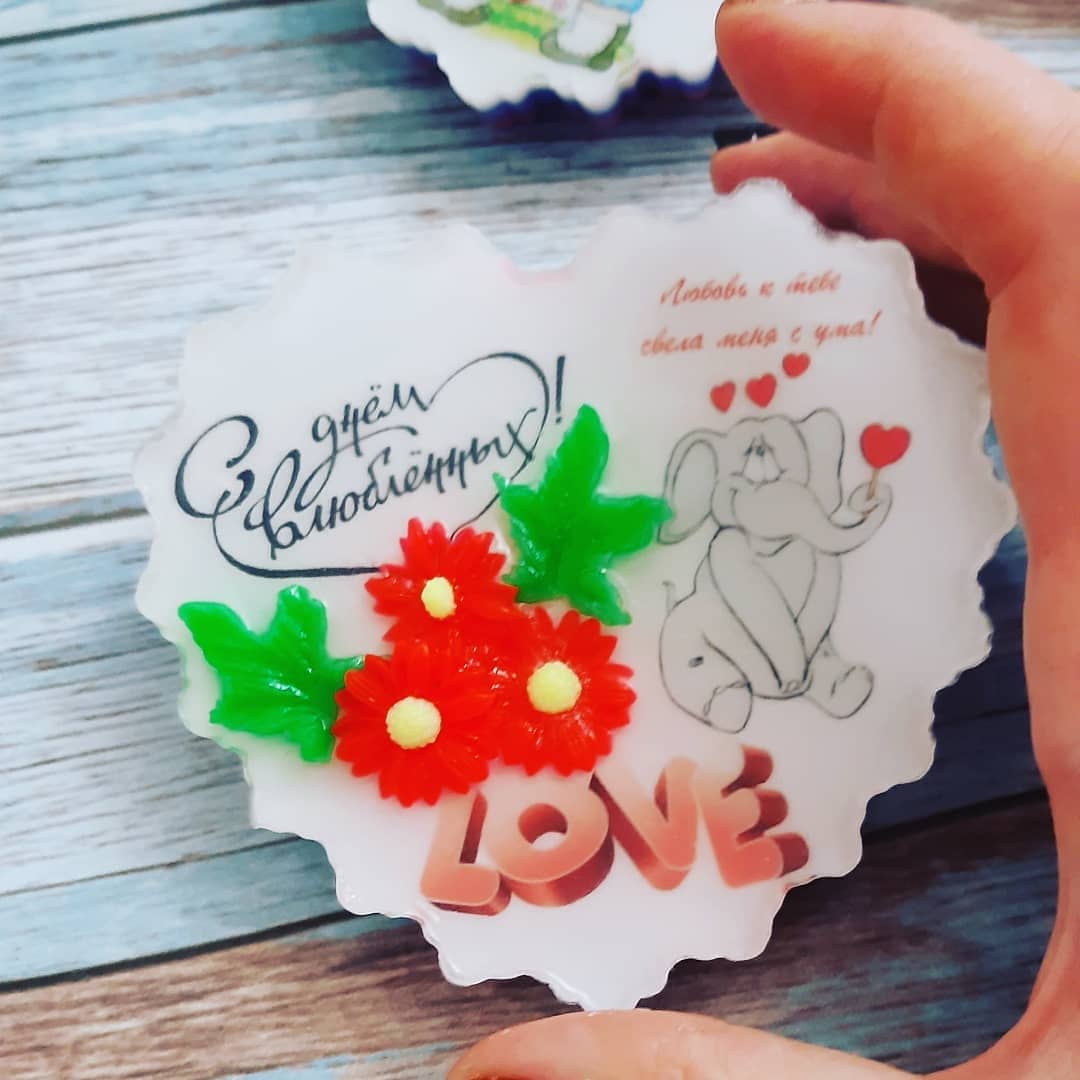 С днём
влюблённых!
Любовь к тебе
свела меня с ума!
LOVE